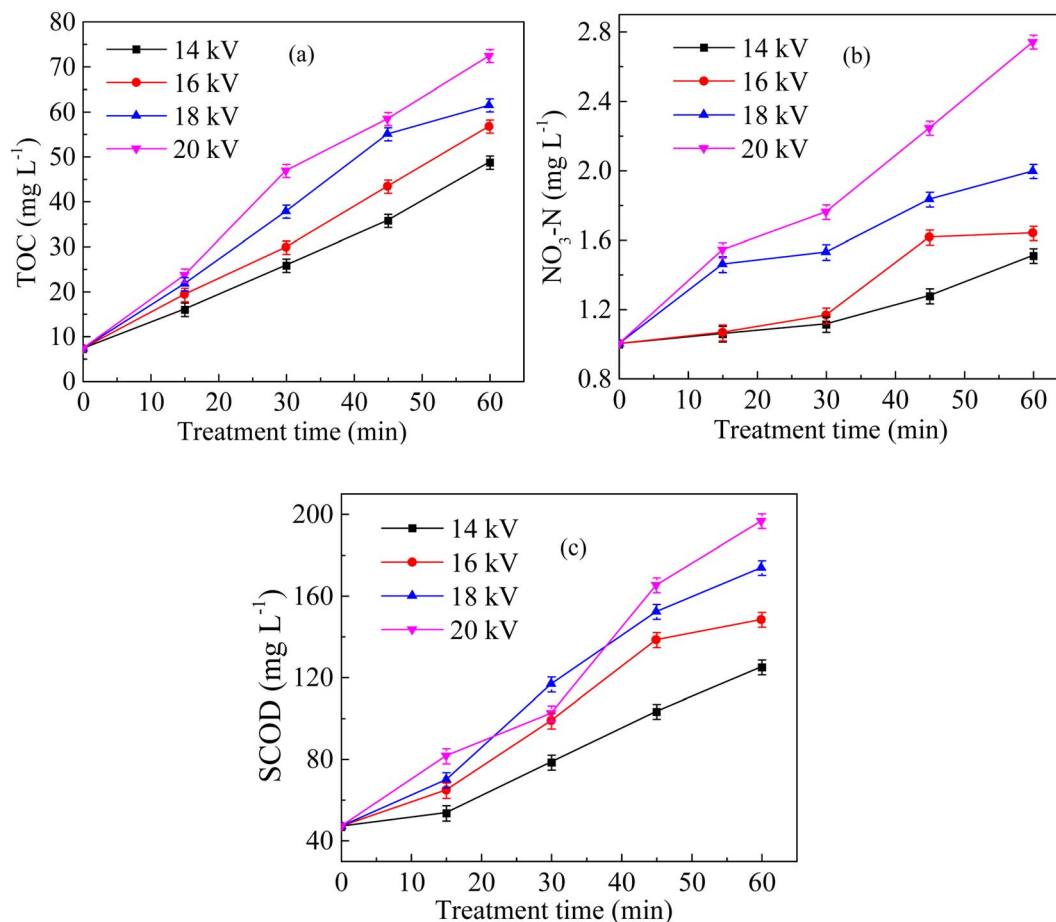 80
70
60
50
40
30
20
10
0
TOC (mg L⁻¹)
14 kV
16 kV
18 kV
20 kV
(a)
0 10 20 30 40 50 60
Treatment time (min)
2.8
2.4
2.0
1.6
1.2
0.8
NO₃-N (mg L⁻¹)
14 kV
16 kV
18 kV
20 kV
(b)
0 10 20 30 40 50 60
Treatment time (min)
200
160
120
80
40
SCOD (mg L⁻¹)
14 kV
16 kV
18 kV
20 kV
(c)
0 10 20 30 40 50 60
Treatment time (min)